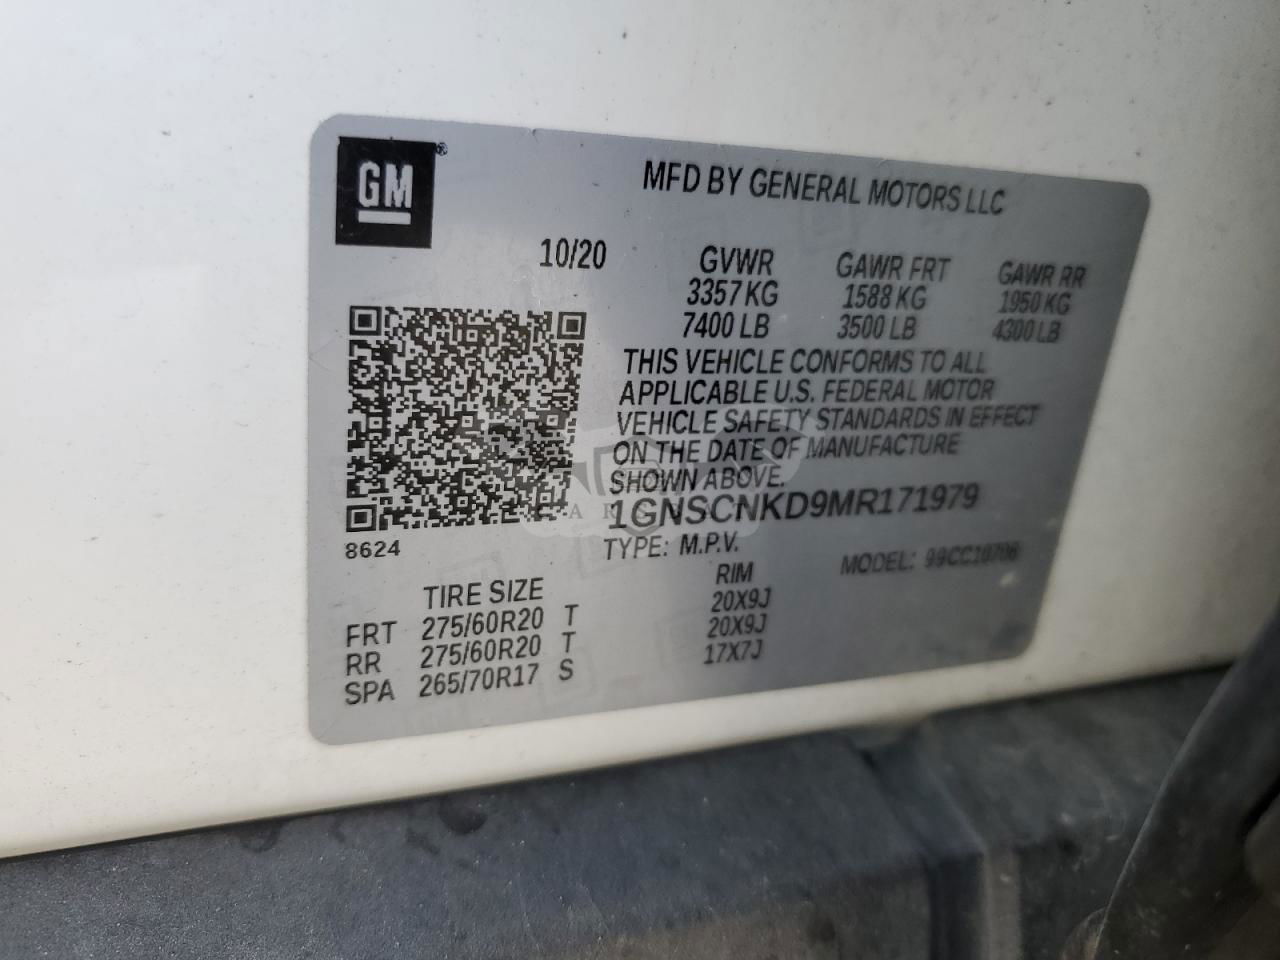 GM®
MFD BY GENERAL MOTORS LLC
10/20 GVWR GAWR FRT GAWR RR
3357 KG 1588 KG 1950 KG
7400 LB 3500 LB 4300 LB
THIS VEHICLE CONFORMS TO ALL
APPLICABLE U.S. FEDERAL MOTOR
VEHICLE SAFETY STANDARDS IN EFFECT
ON THE DATE OF MANUFACTURE
SHOWN ABOVE.
1GNSCNKD9MR171979
8624 TYPE: M.P.V. MODEL: 99CC10706
TIRE SIZE RIM
FRT 275/60R20 T 20X9J
RR 275/60R20 T 20X9J
SPA 265/70R17 S 17X7J